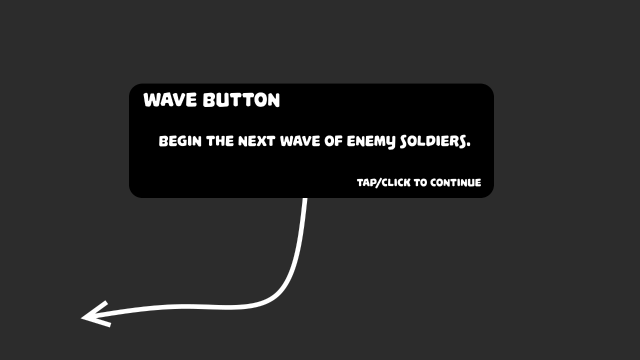 WAVE BUTTON
BEGIN THE NEXT WAVE OF ENEMY SOLDIERS.
TAP/CLICK TO CONTINUE